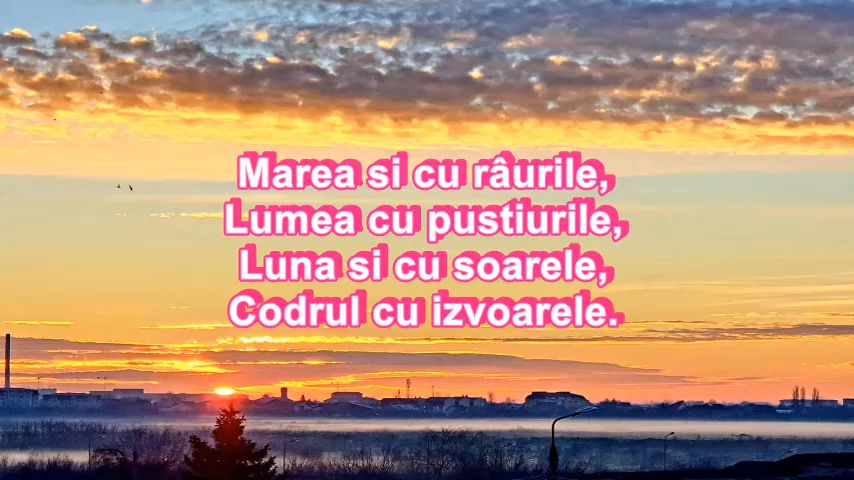 Marea si cu râurile,
Lumea cu pustiurile,
Luna si cu soarele,
Codrul cu izvoarele.